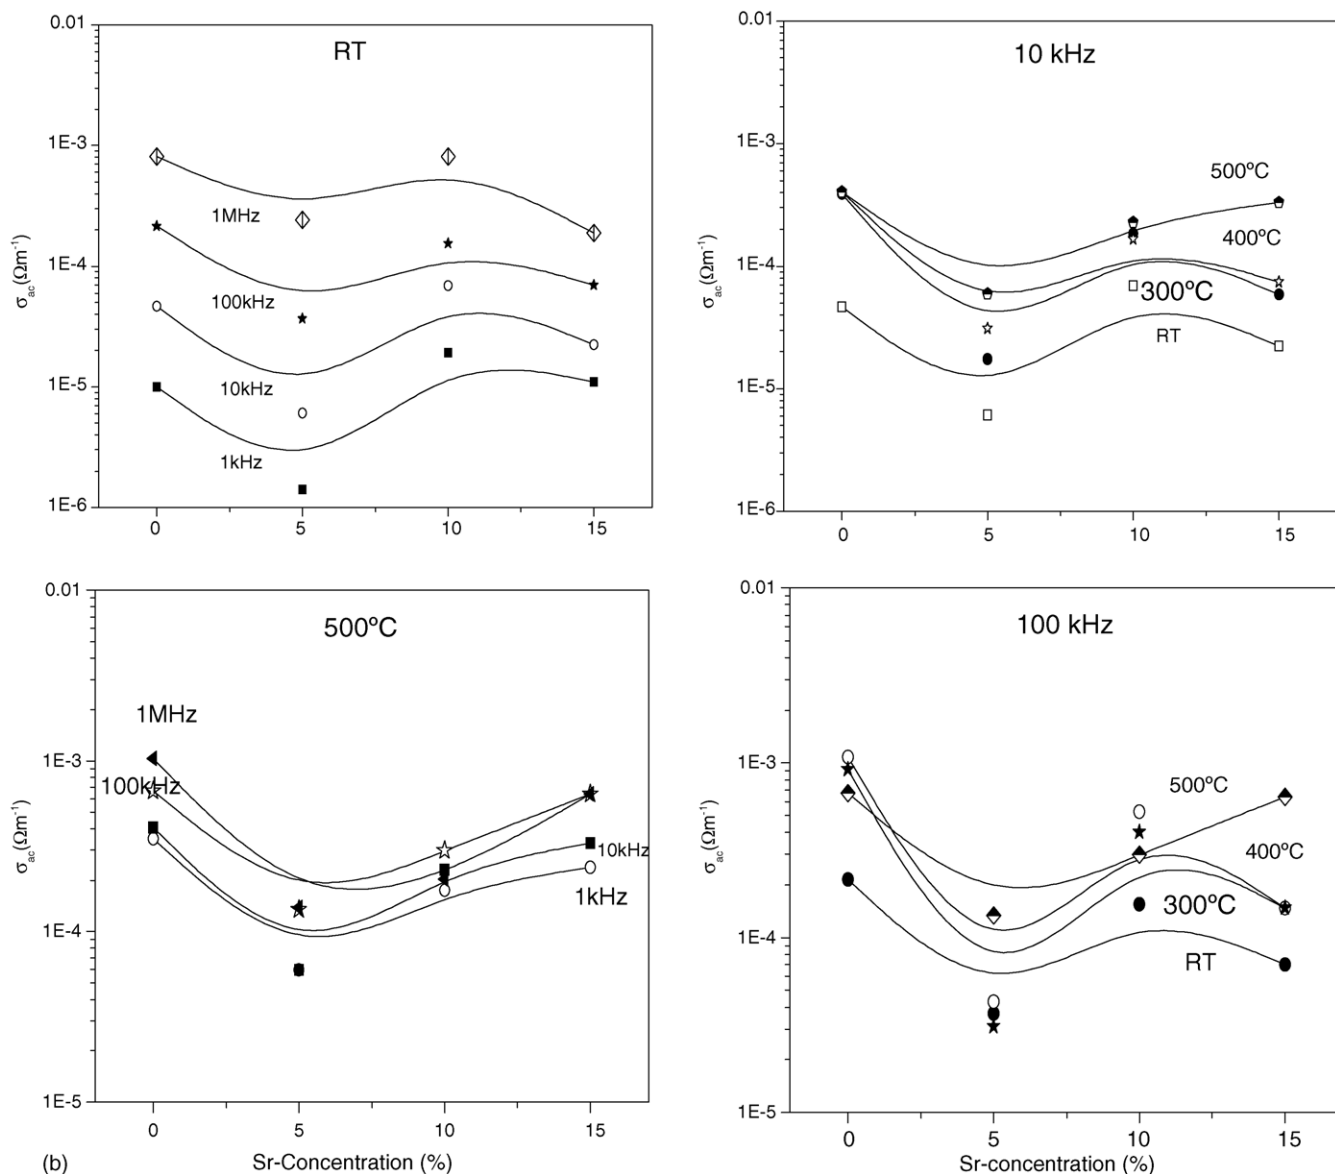 0.01
RT
1E-3
1MHz
1E-4
100kHz
10kHz
1E-5
1kHz
1E-6
0 5 10 15
σac(Ωm-1)
0.01
10 kHz
1E-3
500ºC
400ºC
1E-4
300ºC
RT
1E-5
1E-6
0 5 10 15
σac(Ωm-1)
0.01
500ºC
1MHz
1E-3
100kHz
10kHz
1kHz
1E-4
1E-5
0 5 10 15
σac(Ωm-1)
(b) Sr-Concentration (%)
0.01
100 kHz
1E-3
500ºC
400ºC
300ºC
1E-4
RT
1E-5
0 5 10 15
σac(Ωm-1)
Sr-concentration (%)